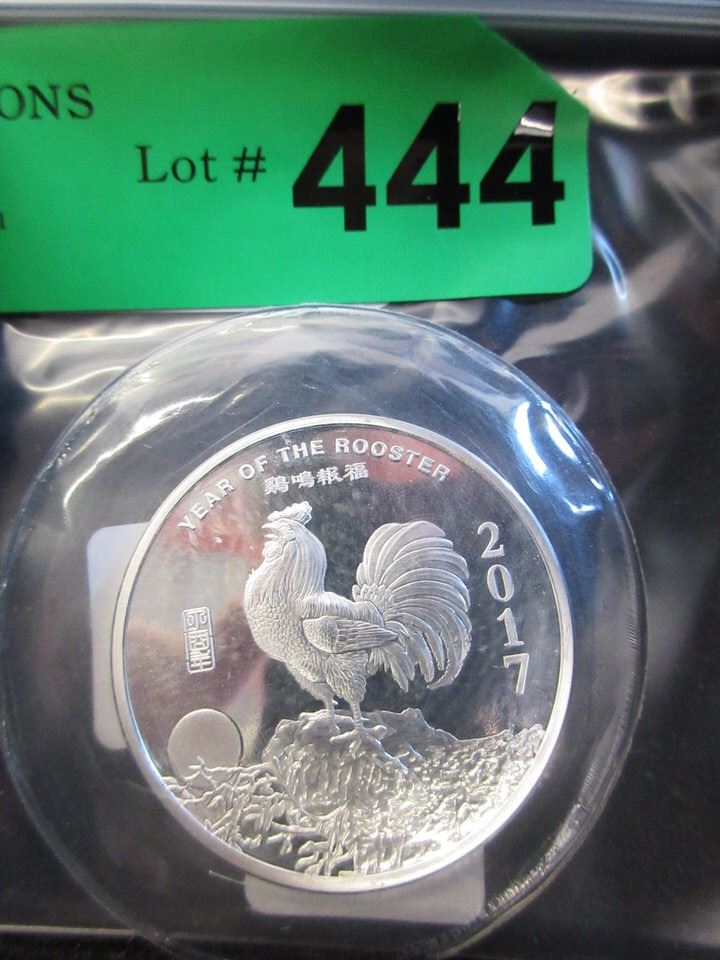 ONS
Lot # 444
YEAR OF THE ROOSTER
鷄鳴報福
2017